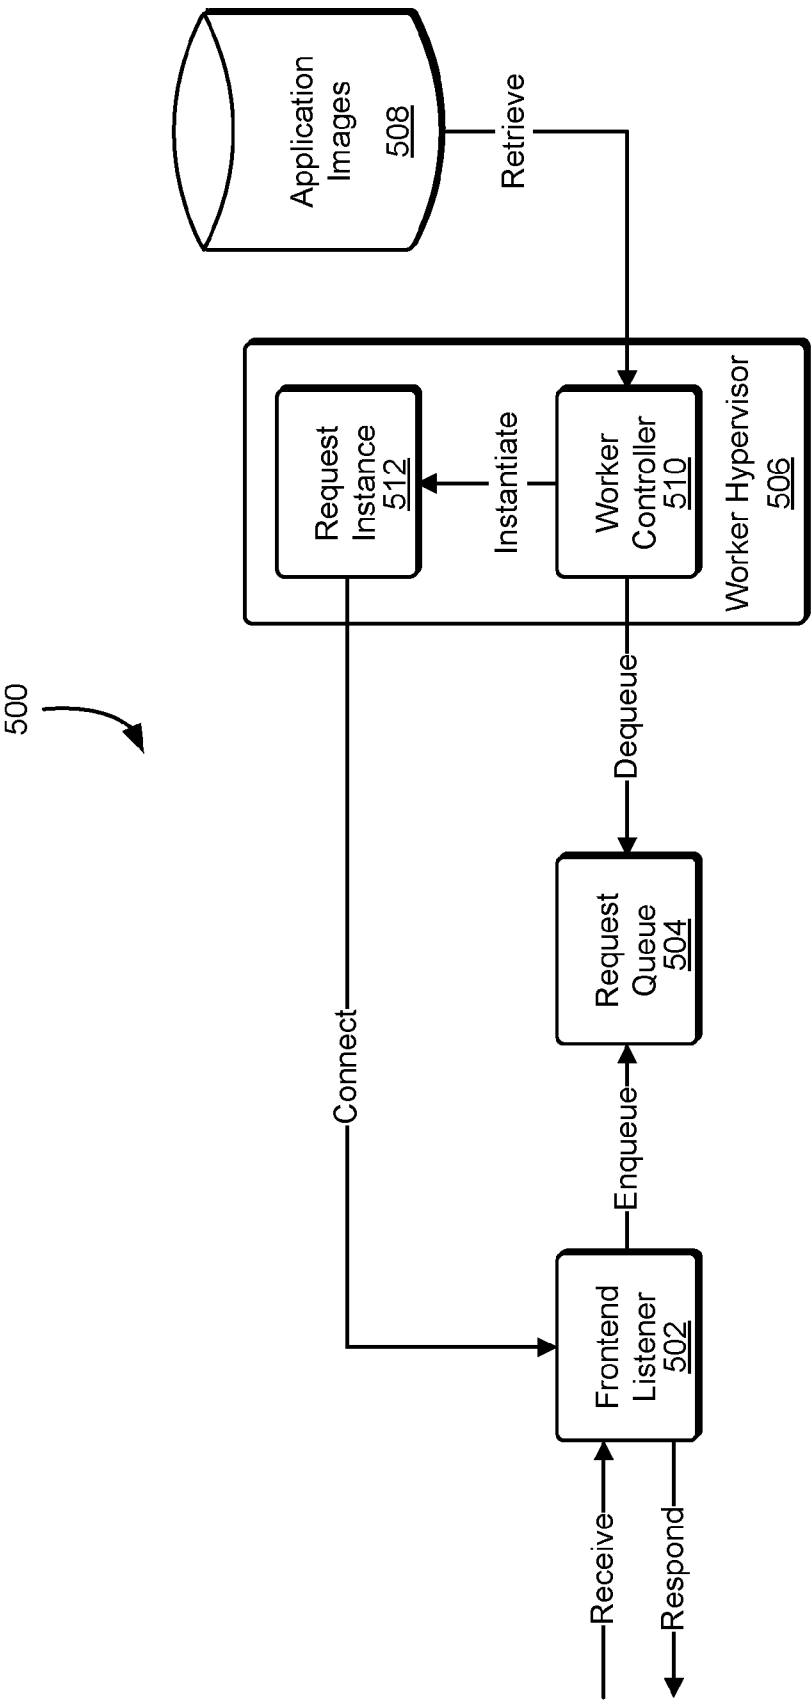 500
Receive
Respond
Frontend
Listener
502
Enqueue
Request
Queue
504
Connect
Dequeue
Request
Instance
512
Instantiate
Worker
Controller
510
Worker Hypervisor
506
Application
Images
508
Retrieve